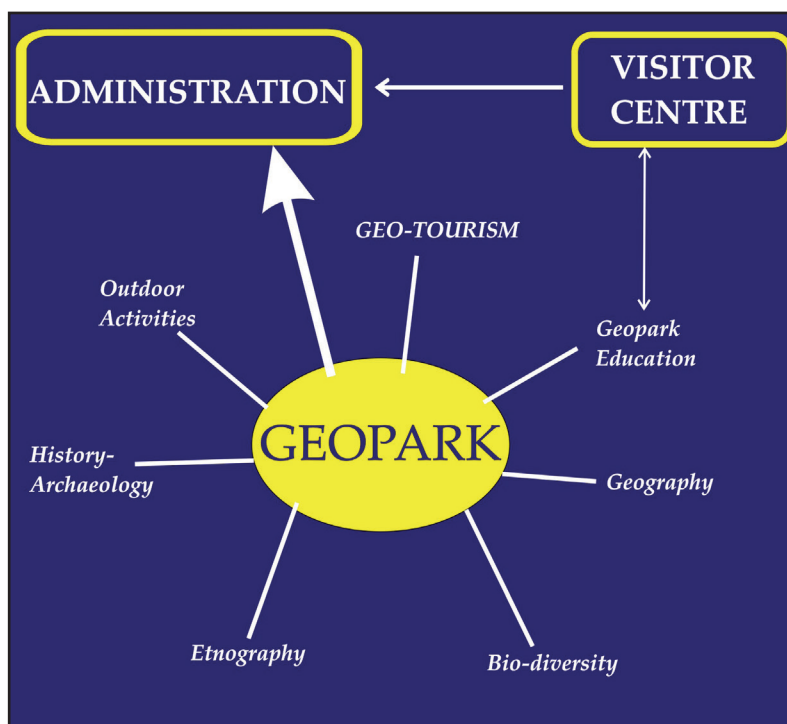 ADMINISTRATION
VISITOR
CENTRE
GEO-TOURISM
Outdoor
Activities
Geopark
Education
GEOPARK
History-
Archaeology
Geography
Etnography
Bio-diversity